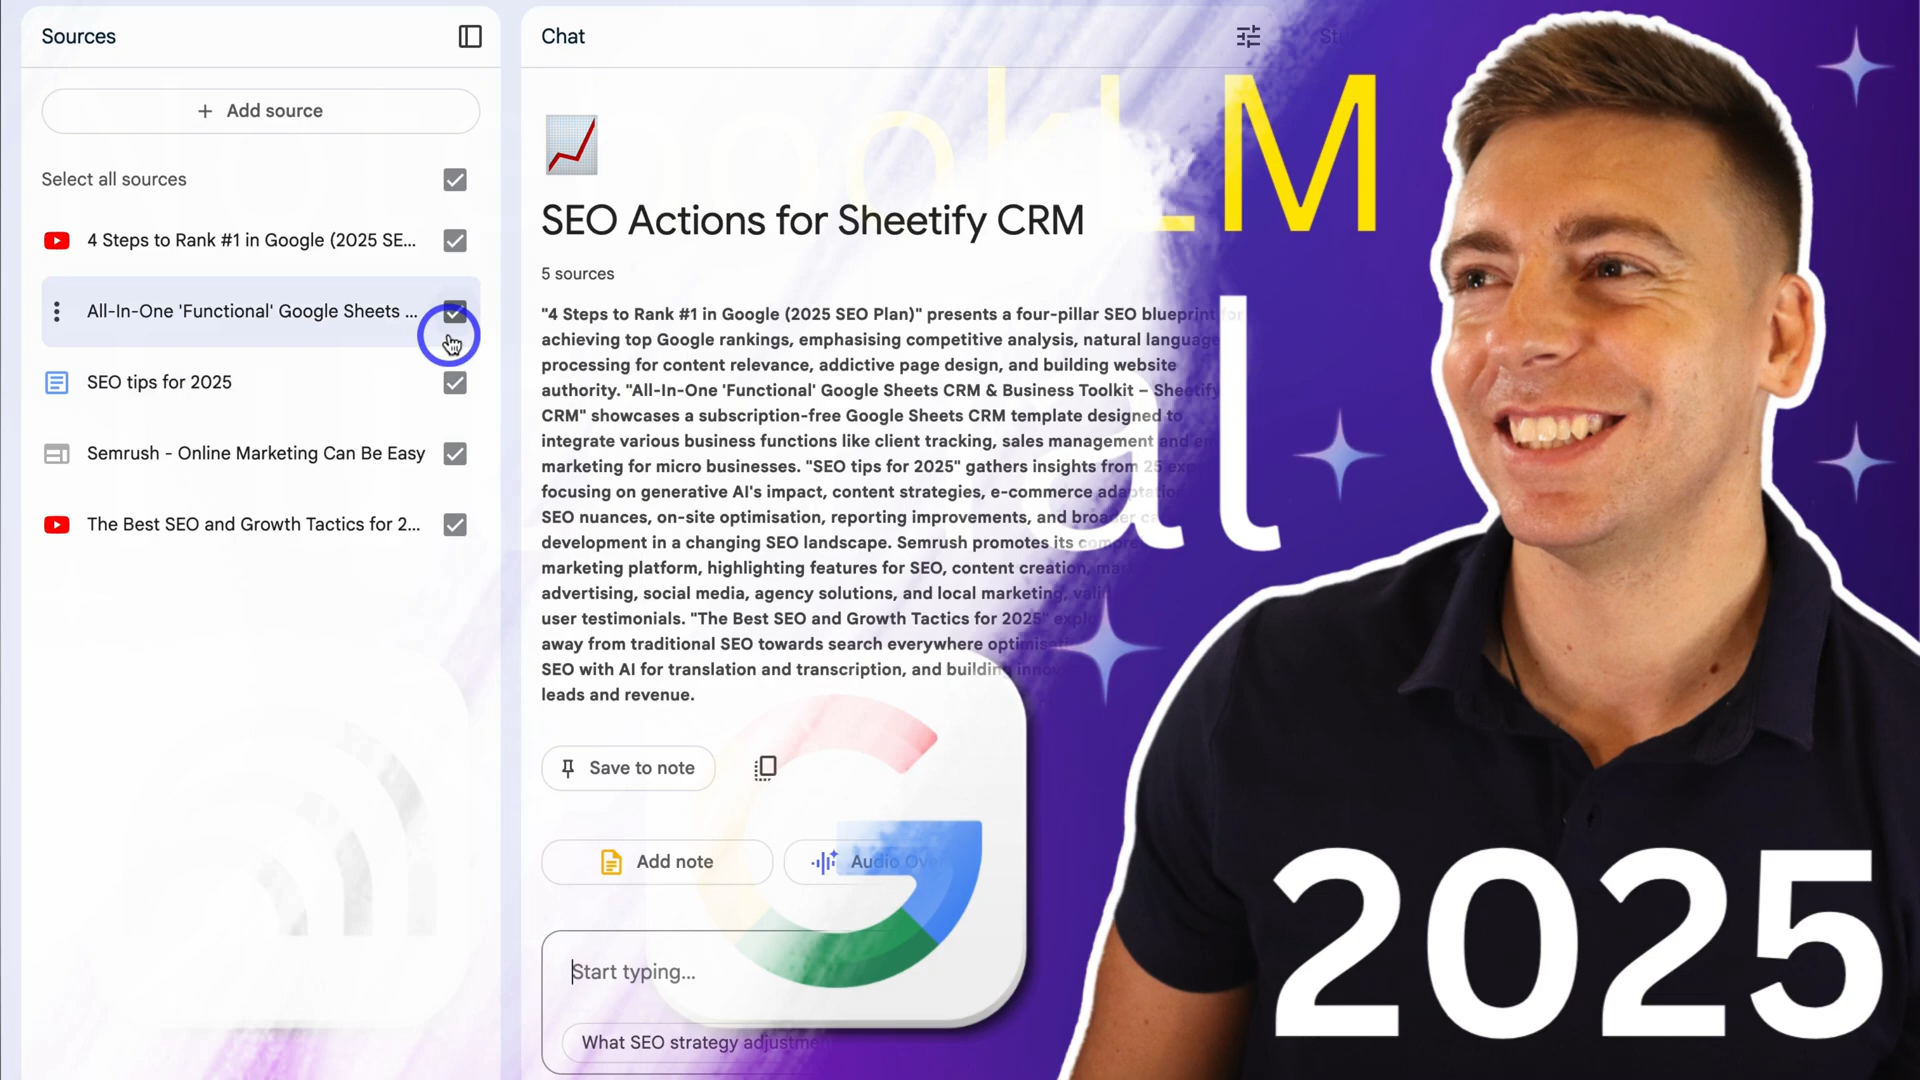 Sources
Add source
Select all sources
4 Steps to Rank #1 in Google (2025 SE...
All-In-One 'Functional' Google Sheets ...
SEO tips for 2025
Semrush - Online Marketing Can Be Easy
The Best SEO and Growth Tactics for 2...
Chat
SEO Actions for Sheetify CRM
5 sources
"4 Steps to Rank #1 in Google (2025 SEO Plan)" presents a four-pillar SEO blueprint for
achieving top Google rankings, emphasising competitive analysis, natural language
processing for content relevance, addictive page design, and building website
authority. "All-In-One 'Functional' Google Sheets CRM & Business Toolkit – Sheetify
CRM" showcases a subscription-free Google Sheets CRM template designed to
integrate various business functions like client tracking, sales management and
marketing for micro businesses. "SEO tips for 2025" gathers insights from 25
focusing on generative AI's impact, content strategies, e-commerce
SEO nuances, on-site optimisation, reporting improvements, and broader
development in a changing SEO landscape. Semrush promotes its
marketing platform, highlighting features for SEO, content creation,
advertising, social media, agency solutions, and local marketing,
user testimonials. "The Best SEO and Growth Tactics for 2025"
away from traditional SEO towards search everywhere
SEO with AI for translation and transcription, and building
leads and revenue.
Save to note
Add note
Audio
Start typing...
What SEO strategy
LM
al
2025